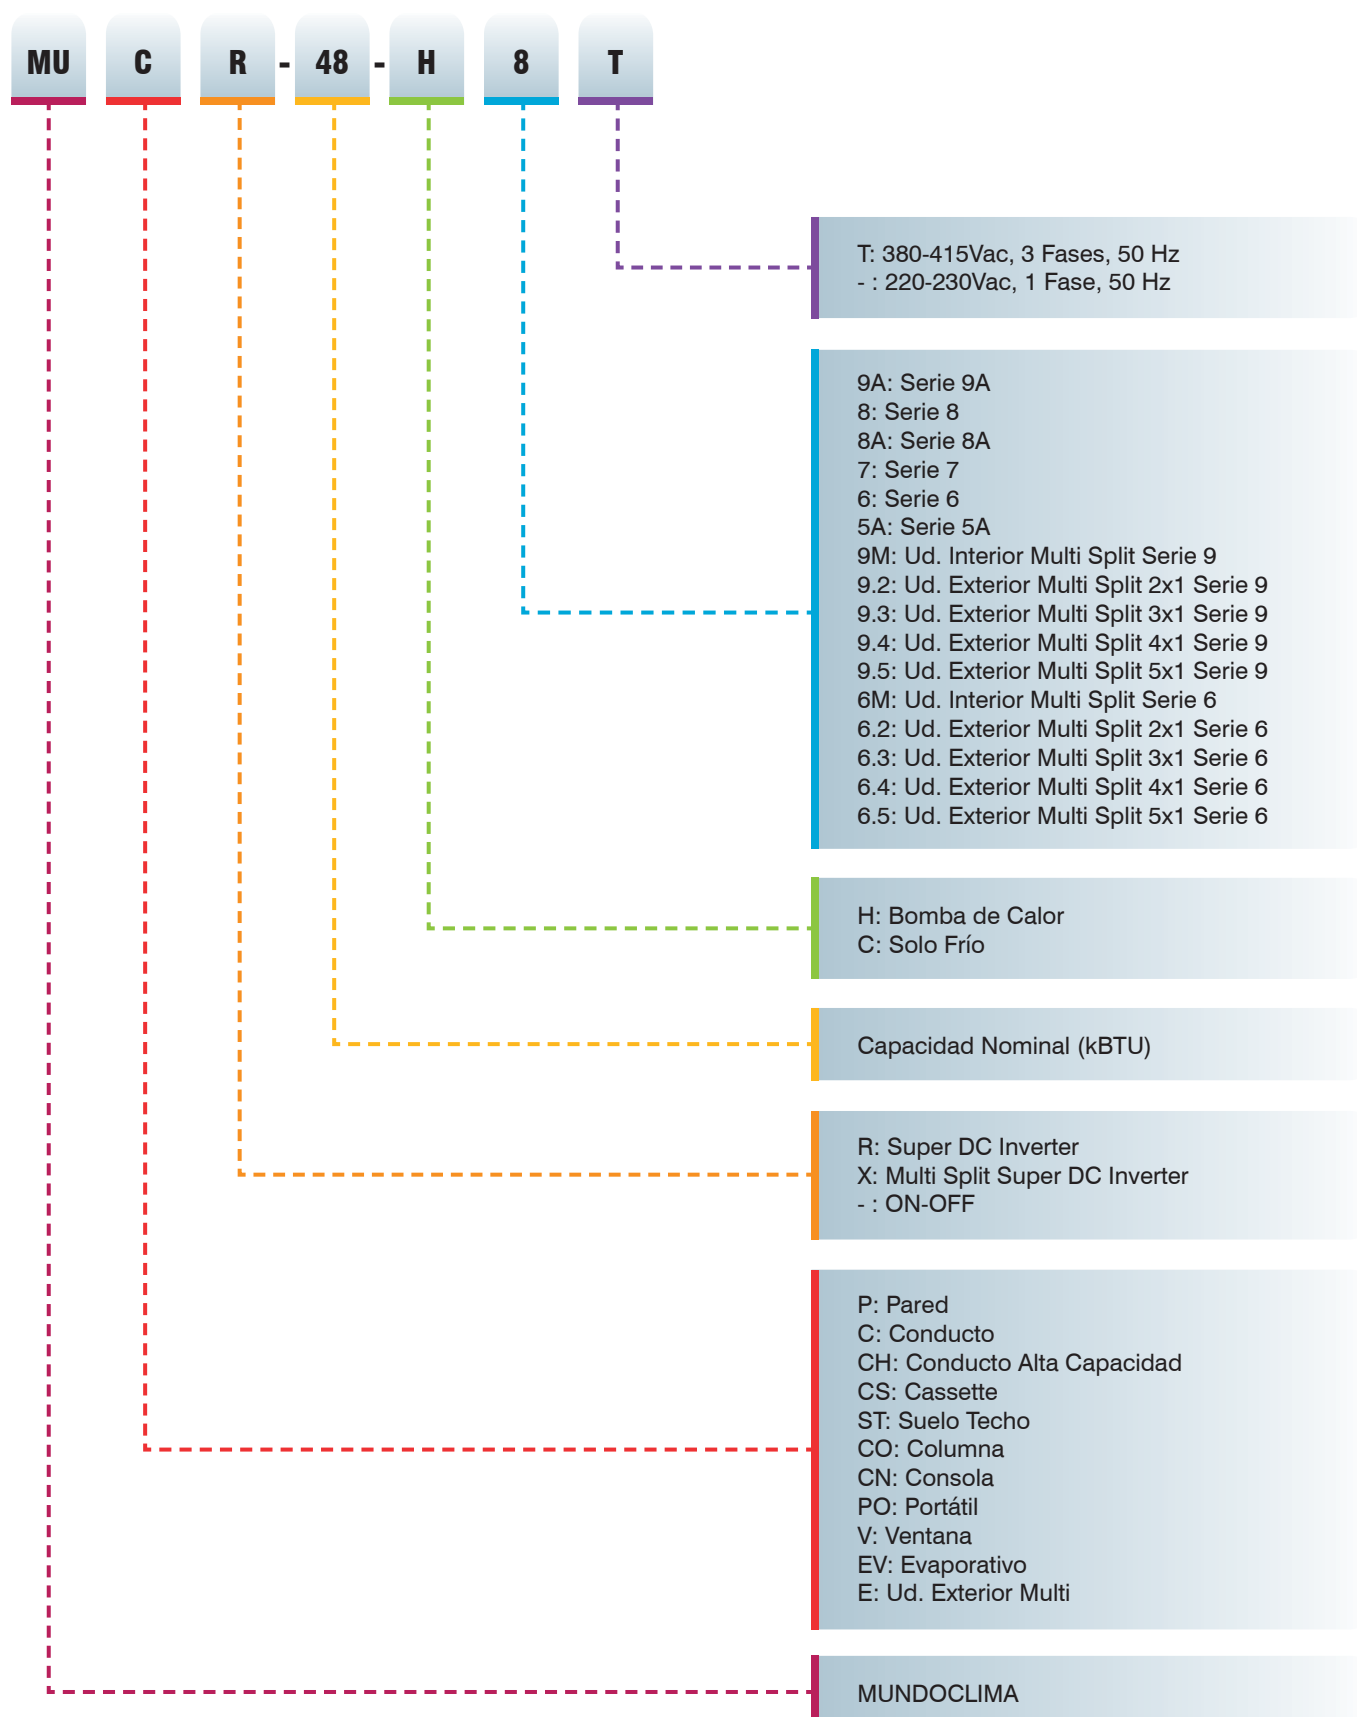 MU C R - 48 - H 8 T
T: 380-415Vac, 3 Fases, 50 Hz
- : 220-230Vac, 1 Fase, 50 Hz
9A: Serie 9A
8: Serie 8
8A: Serie 8A
7: Serie 7
6: Serie 6
5A: Serie 5A
9M: Ud. Interior Multi Split Serie 9
9.2: Ud. Exterior Multi Split 2x1 Serie 9
9.3: Ud. Exterior Multi Split 3x1 Serie 9
9.4: Ud. Exterior Multi Split 4x1 Serie 9
9.5: Ud. Exterior Multi Split 5x1 Serie 9
6M: Ud. Interior Multi Split Serie 6
6.2: Ud. Exterior Multi Split 2x1 Serie 6
6.3: Ud. Exterior Multi Split 3x1 Serie 6
6.4: Ud. Exterior Multi Split 4x1 Serie 6
6.5: Ud. Exterior Multi Split 5x1 Serie 6
H: Bomba de Calor
C: Solo Frío
Capacidad Nominal (kBTU)
R: Super DC Inverter
X: Multi Split Super DC Inverter
- : ON-OFF
P: Pared
C: Conducto
CH: Conducto Alta Capacidad
CS: Cassette
ST: Suelo Techo
CO: Columna
CN: Consola
PO: Portátil
V: Ventana
EV: Evaporativo
E: Ud. Exterior Multi
MUNDOCLIMA